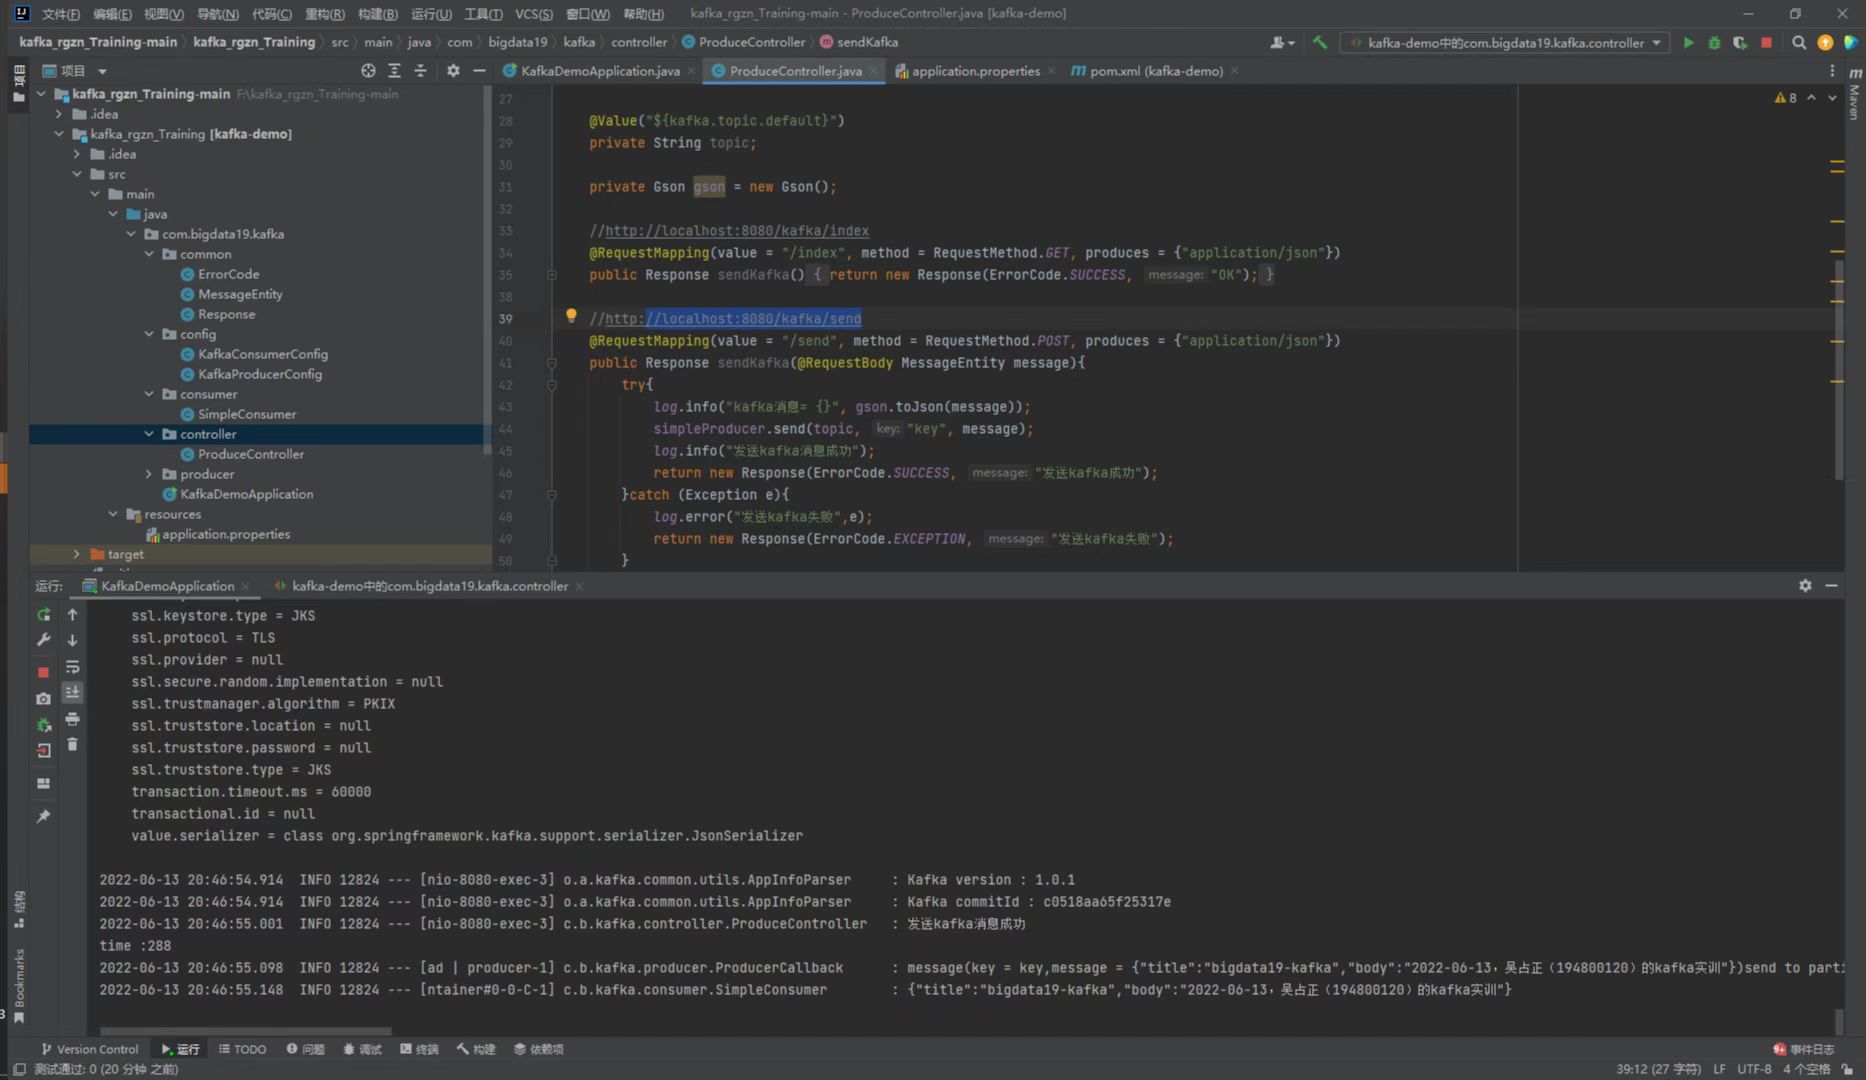 文件(F) 编辑(E) 视图(V) 导航(N) 代码(C) 重构(R) 构建(B) 运行(U) 工具(T) VCS(S) 窗口(W) 帮助(H) kafka_rgzn_Training-main - ProduceController.java [kafka-demo]
kafka_rgzn_Training-main kafka_rgzn_Training src main java com bigdata19 kafka controller ProduceController sendKafka kafka-demo中的com.bigdata19.kafka.controller
项目 KafkaDemoApplication.java ProduceController.java application.properties pom.xml (kafka-demo)
项目
Maven
kafka_rgzn_Training-main F:\kafka_rgzn_Training-main
.idea
kafka_rgzn_Training [kafka-demo]
.idea
src
main
java
com.bigdata19.kafka
common
ErrorCode
MessageEntity
Response
config
KafkaConsumerConfig
KafkaProducerConfig
consumer
SimpleConsumer
controller
ProduceController
producer
KafkaDemoApplication
resources
application.properties
target
8
27
28 @Value("${kafka.topic.default}")
29 private String topic;
30
31 private Gson gson = new Gson();
32
33 //http://localhost:8080/kafka/index
34 @RequestMapping(value = "/index", method = RequestMethod.GET, produces = {"application/json"})
35 public Response sendKafka() { return new Response(ErrorCode.SUCCESS, message: "OK"); }
38
39 //http://localhost:8080/kafka/send
40 @RequestMapping(value = "/send", method = RequestMethod.POST, produces = {"application/json"})
41 public Response sendKafka(@RequestBody MessageEntity message){
42 try{
43 log.info("kafka消息= {}", gson.toJson(message));
44 simpleProducer.send(topic, key: "key", message);
45 log.info("发送kafka消息成功");
46 return new Response(ErrorCode.SUCCESS, message: "发送kafka成功");
47 }catch (Exception e){
48 log.error("发送kafka失败",e);
49 return new Response(ErrorCode.EXCEPTION, message: "发送kafka失败");
50 }
运行: KafkaDemoApplication kafka-demo中的com.bigdata19.kafka.controller
ssl.keystore.type = JKS
ssl.protocol = TLS
ssl.provider = null
ssl.secure.random.implementation = null
ssl.trustmanager.algorithm = PKIX
ssl.truststore.location = null
ssl.truststore.password = null
ssl.truststore.type = JKS
transaction.timeout.ms = 60000
transactional.id = null
value.serializer = class org.springframework.kafka.support.serializer.JsonSerializer
2022-06-13 20:46:54.914 INFO 12824 --- [nio-8080-exec-3] o.a.kafka.common.utils.AppInfoParser : Kafka version : 1.0.1
2022-06-13 20:46:54.914 INFO 12824 --- [nio-8080-exec-3] o.a.kafka.common.utils.AppInfoParser : Kafka commitId : c0518aa65f25317e
2022-06-13 20:46:55.001 INFO 12824 --- [nio-8080-exec-3] c.b.kafka.controller.ProduceController : 发送kafka消息成功
time :288
2022-06-13 20:46:55.098 INFO 12824 --- [ad | producer-1] c.b.kafka.producer.ProducerCallback : message(key = key,message = {"title":"bigdata19-kafka","body":"2022-06-13，吴占正（194800120）的kafka实训"})send to parti
2022-06-13 20:46:55.148 INFO 12824 --- [ntainer#0-0-C-1] c.b.kafka.consumer.SimpleConsumer : {"title":"bigdata19-kafka","body":"2022-06-13，吴占正（194800120）的kafka实训"}
结构
Bookmarks
3
Version Control 运行 TODO 问题 调试 终端 构建 依赖项 9+ 事件日志
测试通过: 0 (20 分钟 之前) 39:12 (27 字符) LF UTF-8 4 个空格